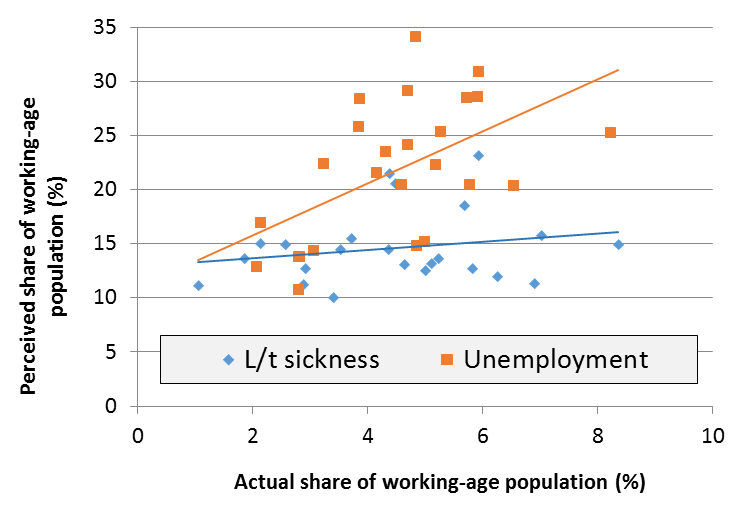 35
30
25
20
15
10
5
0
Perceived share of working-age
population (%)
L/t sickness
Unemployment
0 2 4 6 8 10
Actual share of working-age population (%)